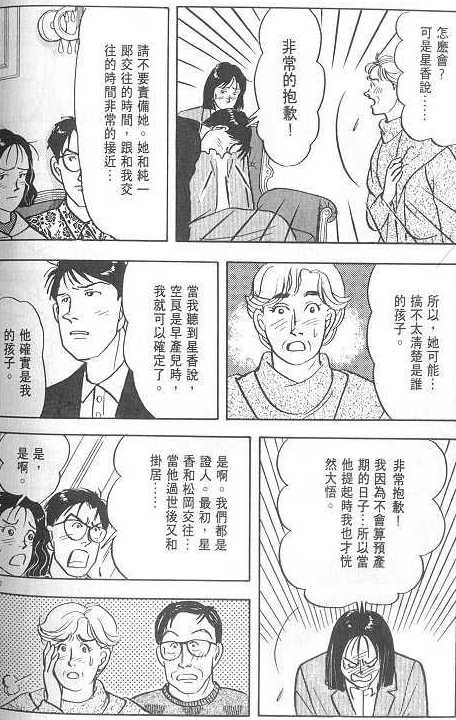 怎麼會？
可是星香說……
非常的抱歉！
請不要責備她。她和純一
郎交往的時間，跟和我交
往的時間非常的接近…
所以，她可能…
搞不太清楚是誰
的孩子。
當我聽到星香說，
空良是早產兒時，
我就可以確定了。
他確實是我
的孩子。
非常抱歉！
我因為不會算預產
期的日子…所以當
他提起時我也才恍
然大悟。
是啊。我們都是
證人。最初，星
香和松岡交往…
當他過世後又和
掛居……
是，
是啊。